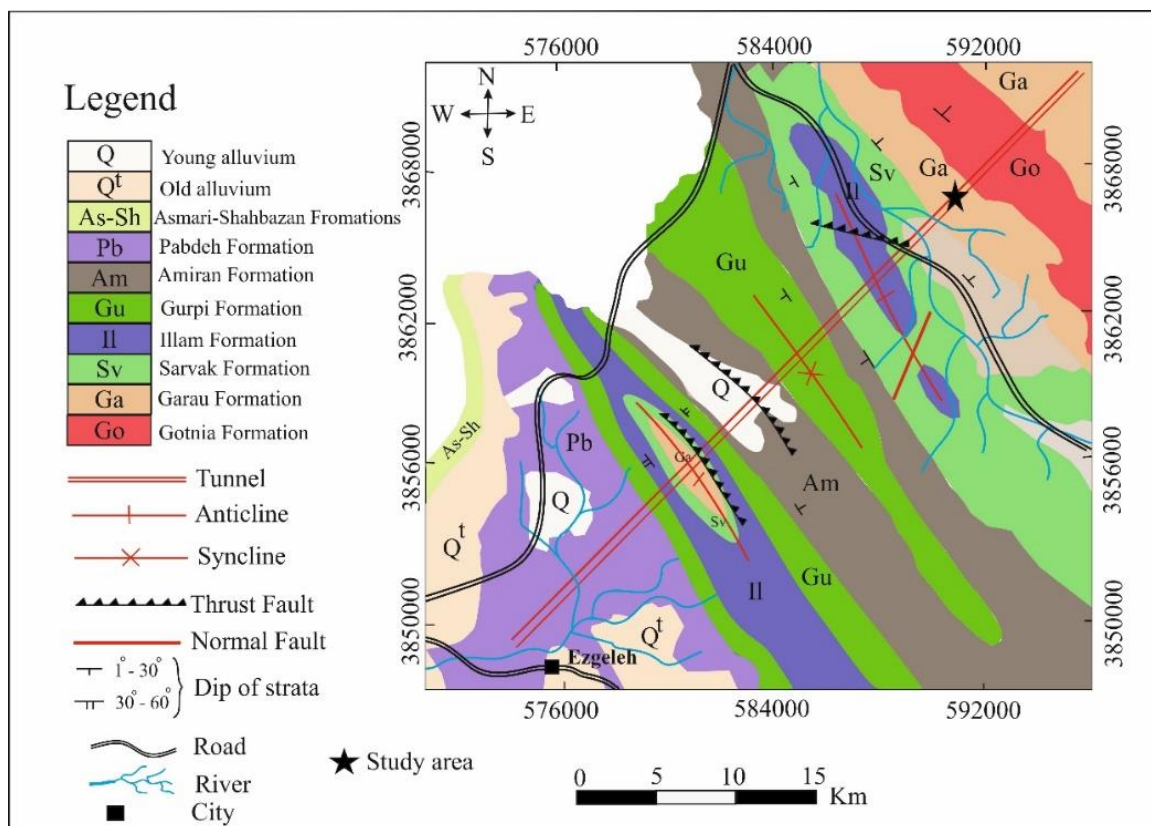 Legend
Q Young alluvium
Qt Old alluvium
As-Sh Asmari-Shahbazan Fromations
Pb Pabdeh Formation
Am Amiran Formation
Gu Gurpi Formation
Il Illam Formation
Sv Sarvak Formation
Ga Garau Formation
Go Gotnia Formation
Tunnel
Anticline
Syncline
Thrust Fault
Normal Fault
1° - 30°
30° - 60°
Dip of strata
Road
River
City
Study area
0 5 10 15
Km
576000 584000 592000
N
W E
S
3868000
3862000
3856000
3850000
3868000
3862000
3856000
3850000
576000 584000 592000
Ga
Sv
Ga
Go
Il
Gu
Q
As-Sh
Pb
Ga
Q
Am
Sv
Qt
Il
Gu
Qt
Ezgeleh